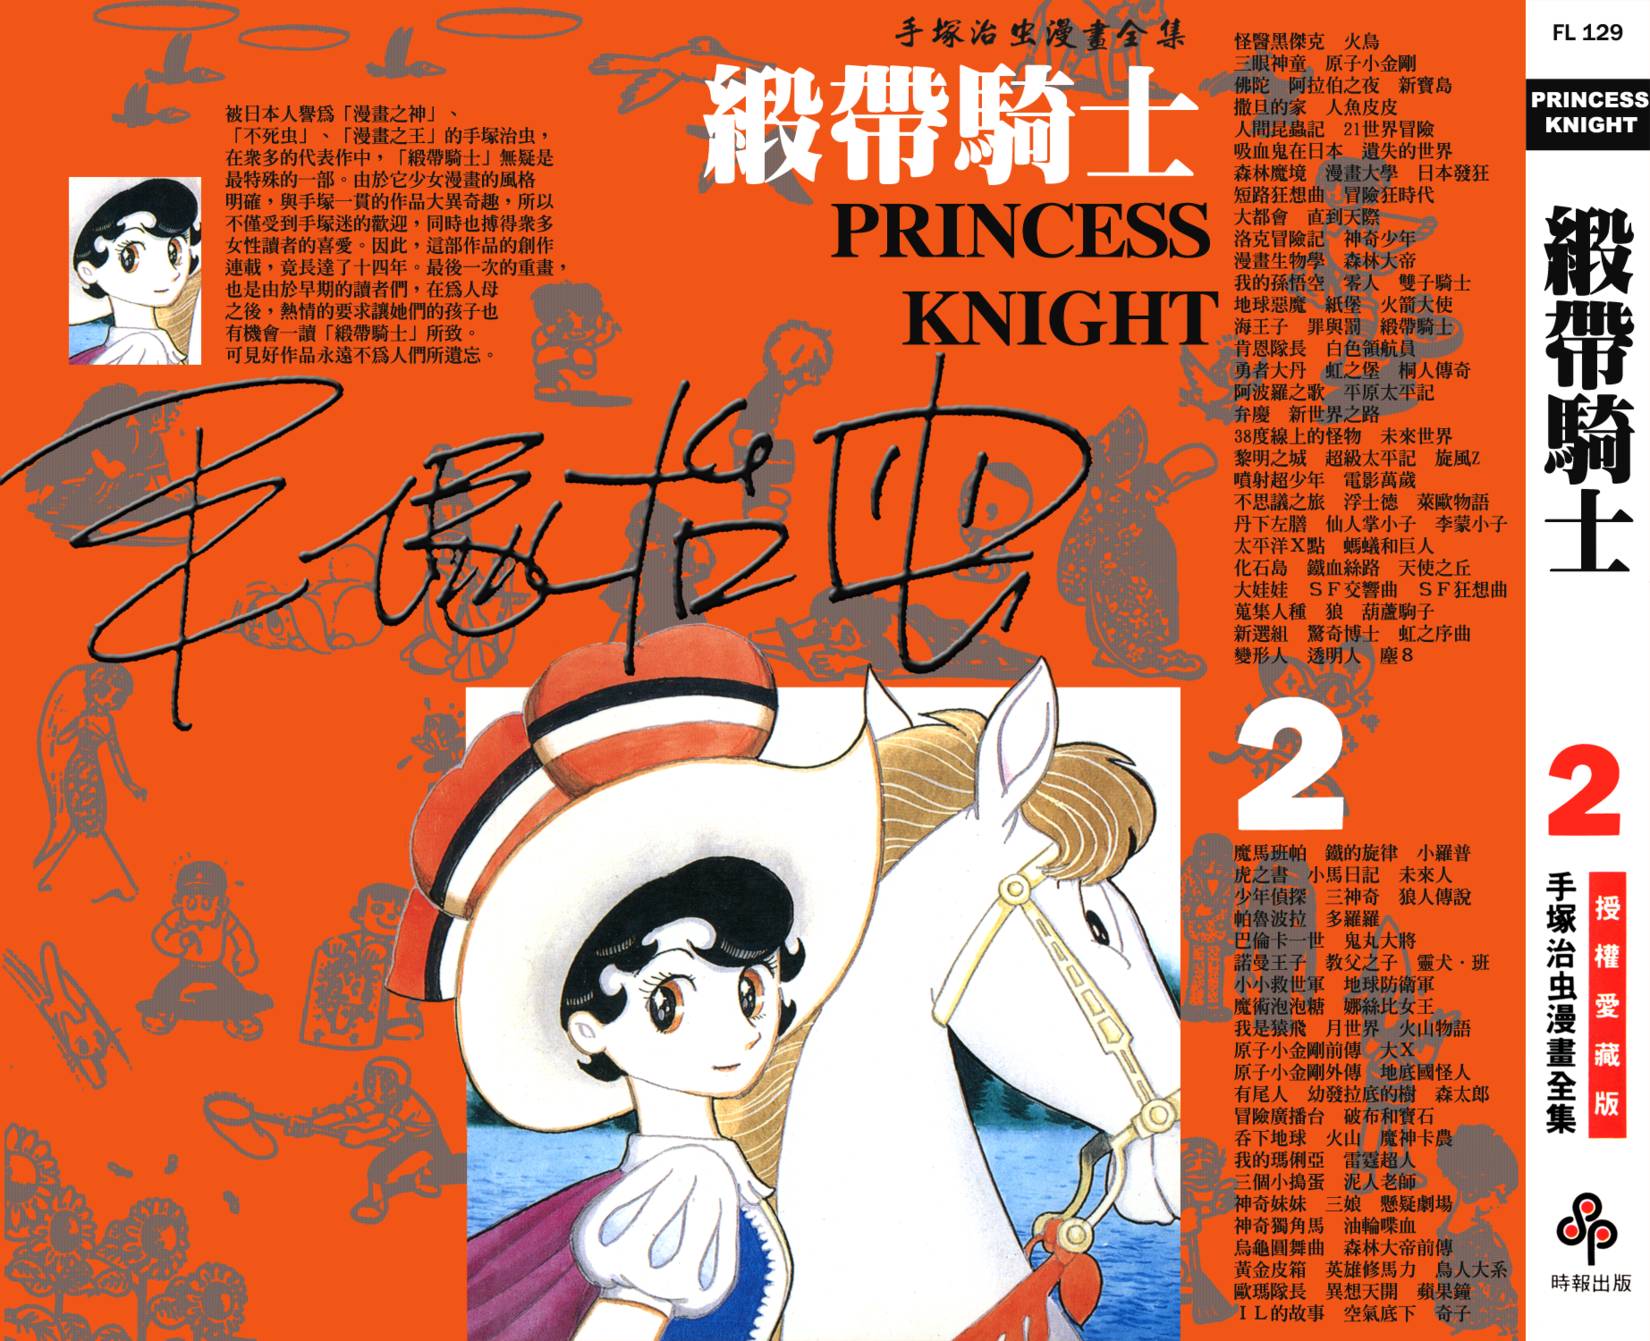 手塚治虫漫畫全集
緞帶騎士
PRINCESS
KNIGHT
被日本人譽爲「漫畫之神」、
「不死虫」、「漫畫之王」的手塚治虫，
在衆多的代表作中，「緞帶騎士」無疑是
最特殊的一部。由於它少女漫畫的風格
明確，與手塚一貫的作品大異奇趣，所以
不僅受到手塚迷的歡迎，同時也摶得衆多
女性讀者的喜愛。因此，這部作品的創作
連載，竟長達了十四年。最後一次的重畫，
也是由於早期的讀者們，在爲人母
之後，熱情的要求讓她們的孩子也
有機會一讀「緞帶騎士」所致。
可見好作品永遠不爲人們所遺忘。
手塚治虫
怪醫黑傑克　火鳥
三眼神童　原子小金剛
佛陀　阿拉伯之夜　新寶島
撒旦的家　人魚皮皮
人間昆蟲記　21世界冒險
吸血鬼在日本　遺失的世界
森林魔境　漫畫大學　日本發狂
短路狂想曲　冒險狂時代
大都會　直到天際
洛克冒險記　神奇少年
漫畫生物學　森林大帝
我的孫悟空　零人　雙子騎士
地球惡魔　紙堡　火箭大使
海王子　罪與罰　緞帶騎士
肯恩隊長　白色領航員
勇者大丹　虹之堡　桐人傳奇
阿波羅之歌　平原太平記
弁慶　新世界之路
38度線上的怪物　未來世界
黎明之城　超級太平記　旋風Z
噴射超少年　電影萬歲
不思議之旅　浮士德　萊歐物語
丹下左膳　仙人掌小子　李蒙小子
太平洋X點　螞蟻和巨人
化石島　鐵血絲路　天使之丘
大娃娃　SF交響曲　SF狂想曲
蒐集人種　狼　葫蘆駒子
新選組　驚奇博士　虹之序曲
變形人　透明人　塵8
2
魔馬班帕　鐵的旋律　小羅普
虎之書　小馬日記　未來人
少年偵探　三神奇　狼人傳說
帕魯波拉　多羅羅
巴倫卡一世　鬼丸大將
諾曼王子　教父之子　靈犬·班
小小救世軍　地球防衛軍
魔術泡泡糖　娜絲比女王
我是猿飛　月世界　火山物語
原子小金剛前傳　大X
原子小金剛外傳　地底國怪人
有尾人　幼發拉底的樹　森太郎
冒險廣播台　破布和寶石
吞下地球　火山　魔神卡農
我的瑪俐亞　雷霆超人
三個小搗蛋　泥人老師
神奇妹妹　三娘　懸疑劇場
神奇獨角馬　油輪喋血
烏龜圓舞曲　森林大帝前傳
黃金皮箱　英雄修馬力　鳥人大系
歐瑪隊長　異想天開　蘋果鐘
IL的故事　空氣底下　奇子
FL 129
PRINCESS
KNIGHT
緞帶騎士
2
手塚治虫漫畫全集
授權愛藏版
時報出版